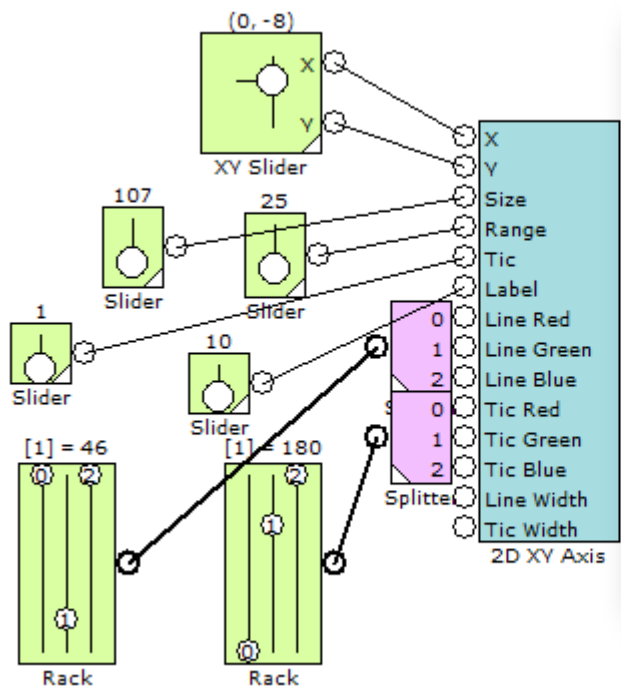 (0, -8)
X
Y
XY Slider
107
Slider
25
Slider
1
Slider
10
Slider
X
Y
Size
Range
Tic
Label
Line Red
Line Green
Line Blue
Tic Red
Tic Green
Tic Blue
Line Width
Tic Width
2D XY Axis
0
1
2
S
0
1
2
Splitte
[1] = 46
0
2
1
Rack
[1] = 180
2
1
0
Rack